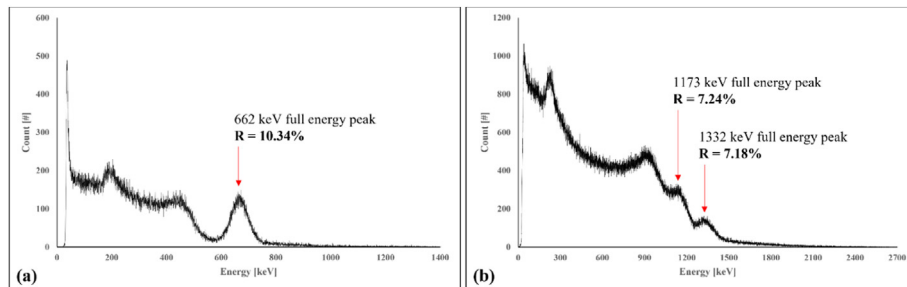 600
500
400
300
200
100
0
0
200
400
600
800
1000
1200
1400
Count [#]
Energy [keV]
662 keV full energy peak
R = 10.34%
(a)
1200
1000
800
600
400
200
0
0
300
600
900
1200
1500
1800
2100
2400
2700
Count [#]
Energy [keV]
1173 keV full energy peak
R = 7.24%
1332 keV full energy peak
R = 7.18%
(b)